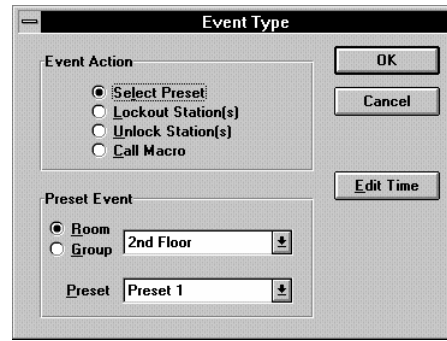 Event Type
Event Action
Select Preset
Lockout Station(s)
Unlock Station(s)
Call Macro
OK
Cancel
Edit Time
Preset Event
Room
Group
2nd Floor
Preset
Preset 1